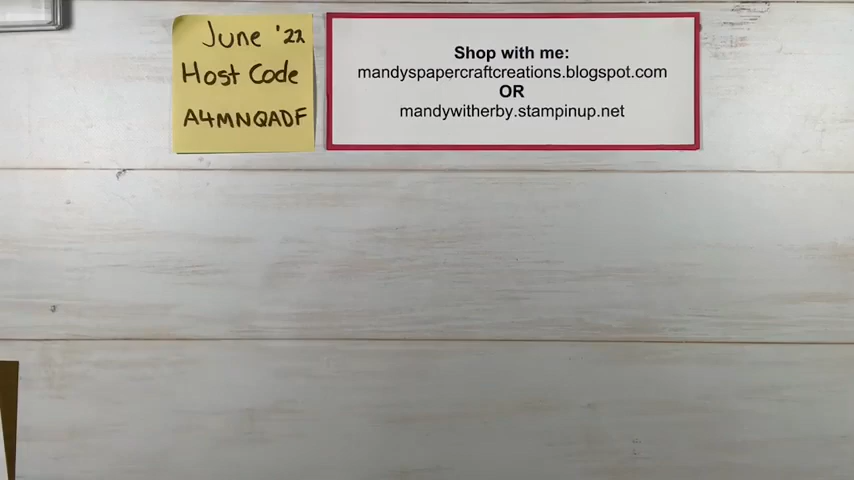 June '22
Host Code
A4MNQADF
Shop with me:
mandyspapercraftcreations.blogspot.com
OR
mandywitherby.stampinup.net